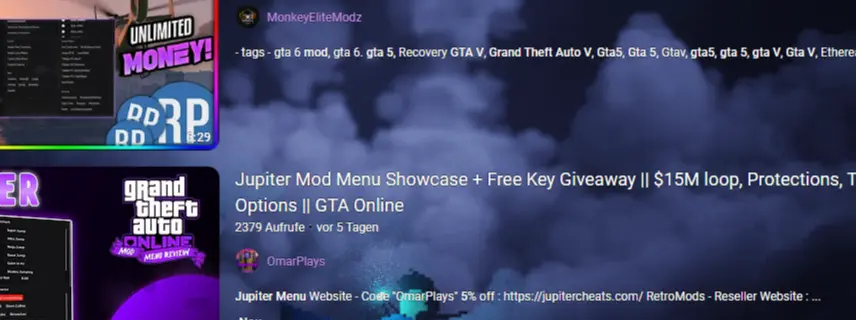 UNLIMITED
MONEY!
RP
RP
RP
:29
MonkeyEliteModz
- tags - gta 6 mod, gta 6. gta 5, Recovery GTA V, Grand Theft Auto V, Gta5, Gta 5, Gtav, gta5, gta 5, gta V, Gta V, Ethere
ER
grand
theft
auto
ONLINE
MOD MENU REVIEW
Jupiter Mod Menu Showcase + Free Key Giveaway || $15M loop, Protections, T
Options || GTA Online
2379 Aufrufe · vor 5 Tagen
OmarPlays
Jupiter Menu Website - Code "OmarPlays" 5% off : https://jupitercheats.com/ RetroMods - Reseller Website : ...